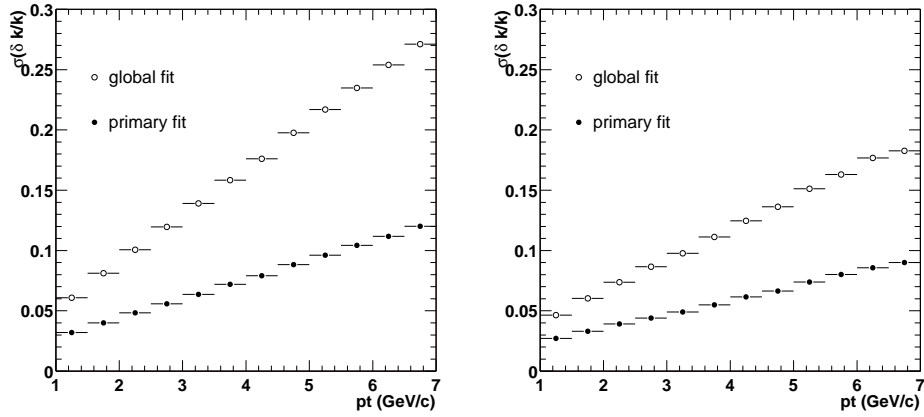 σ(δ k/k)
0.3
0.25
0.2
0.15
0.1
0.05
0
global fit
primary fit
1 2 3 4 5 6 7
pt (GeV/c)
σ(δ k/k)
0.3
0.25
0.2
0.15
0.1
0.05
0
global fit
primary fit
1 2 3 4 5 6 7
pt (GeV/c)